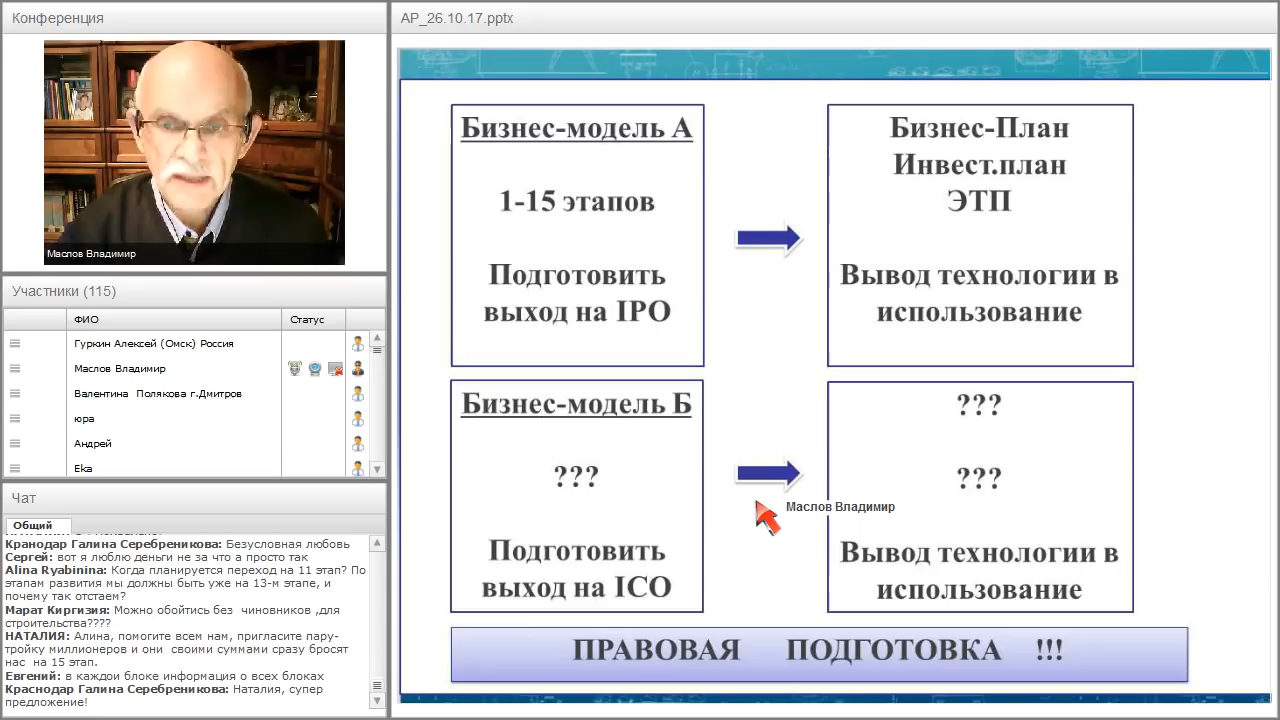 Конференция
Маслов Владимир
Участники (115)
ФИО
Статус
Гуркин Алексей (Омск) Россия
Маслов Владимир
Валентина Полякова г.Дмитров
юра
Андрей
Eka
Чат
Общий
Кранодар Галина Серебреникова: Безусловная любовь
Сергей: вот я люблю деньги не за что а просто так
Alina Ryabinina: Когда планируется переход на 11 этап? По
этапам развития мы должны быть уже на 13-м этапе, и
почему так отстаем?
Марат Киргизия: Можно обойтись без чиновников ,для
строительства????
НАТАЛИЯ: Алина, помогите всем нам, пригласите пару-
тройку миллионеров и они своими суммами сразу бросят
нас на 15 этап.
Евгений: в каждой блоке информация о всех блоках
Краснодар Галина Серебреникова: Наталия, супер
предложение!
AP_26.10.17.pptx
Бизнес-модель А
1-15 этапов
Подготовить
выход на IPO
Бизнес-План
Инвест.план
ЭТП
Вывод технологии в
использование
Бизнес-модель Б
???
Подготовить
выход на ICO
???
???
Вывод технологии в
использование
Маслов Владимир
ПРАВОВАЯ ПОДГОТОВКА !!!